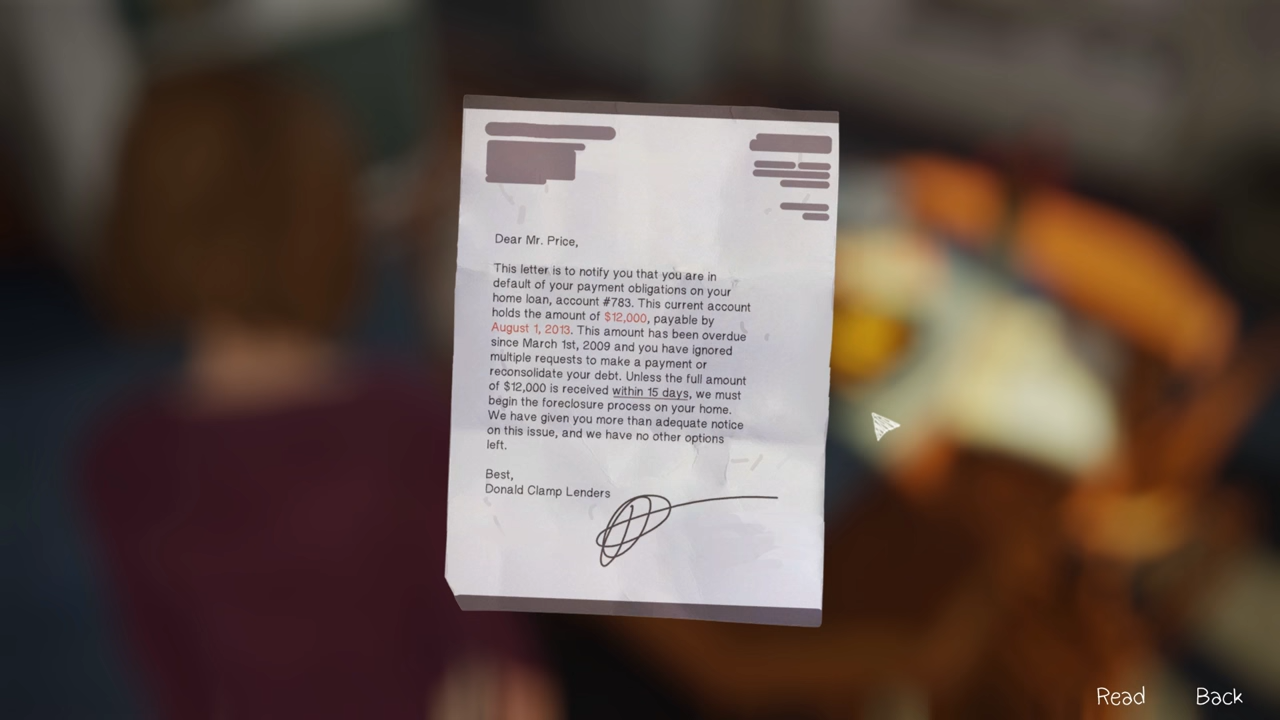 Dear Mr. Price,
This letter is to notify you that you are in
default of your payment obligations on your
home loan, account #783. This current account
holds the amount of $12,000, payable by
August 1, 2013. This amount has been overdue
since March 1st, 2009 and you have ignored
multiple requests to make a payment or
reconsolidate your debt. Unless the full amount
of $12,000 is received within 15 days, we must
begin the foreclosure process on your home.
We have given you more than adequate notice
on this issue, and we have no other options
left.
Best,
Donald Clamp Lenders
Read
Back